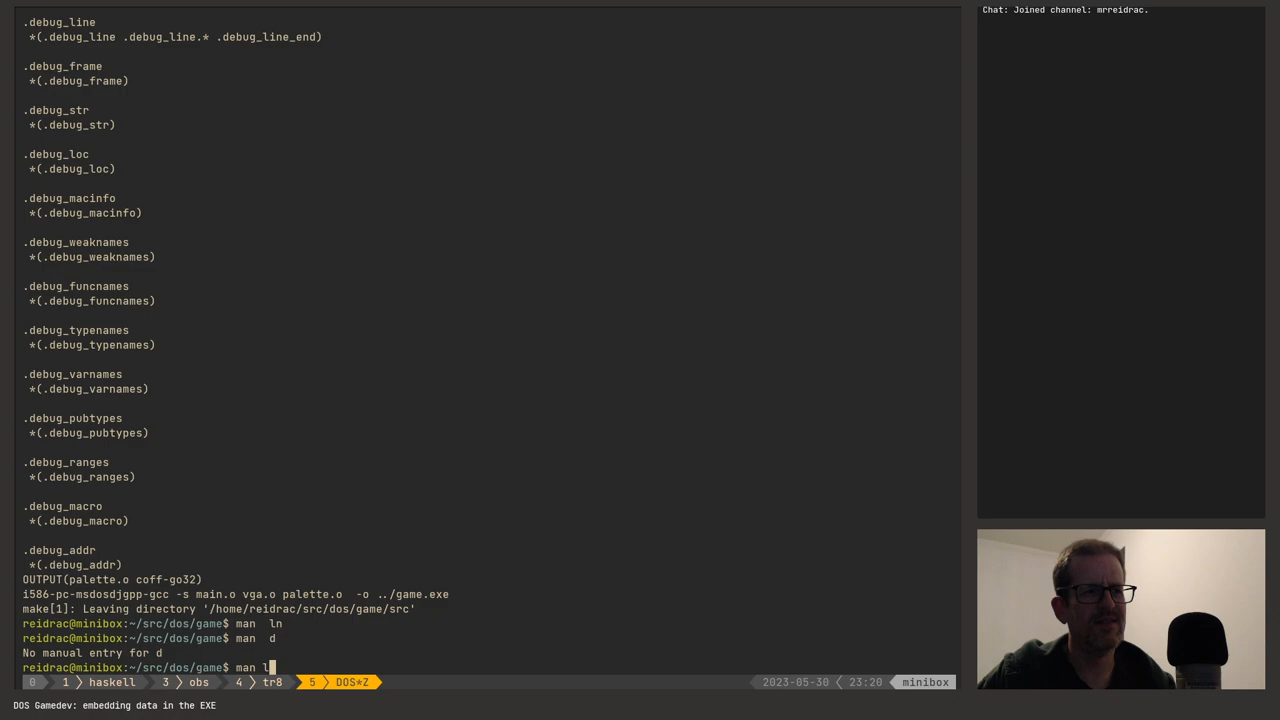 .debug_line
*(.debug_line .debug_line.* .debug_line_end)
.debug_frame
*(.debug_frame)
.debug_str
*(.debug_str)
.debug_loc
*(.debug_loc)
.debug_macinfo
*(.debug_macinfo)
.debug_weaknames
*(.debug_weaknames)
.debug_funcnames
*(.debug_funcnames)
.debug_typenames
*(.debug_typenames)
.debug_varnames
*(.debug_varnames)
.debug_pubtypes
*(.debug_pubtypes)
.debug_ranges
*(.debug_ranges)
.debug_macro
*(.debug_macro)
.debug_addr
*(.debug_addr)
OUTPUT(palette.o coff-go32)
i586-pc-msdosdjgpp-gcc -s main.o vga.o palette.o  -o ../game.exe
make[1]: Leaving directory '/home/reidrac/src/dos/game/src'
reidrac@minibox:~/src/dos/game$ man  ln
reidrac@minibox:~/src/dos/game$ man  d
No manual entry for d
reidrac@minibox:~/src/dos/game$ man l
0 1 haskell 3 obs 4 tr8 5 DOS*Z 2023-05-30 23:20 minibox
DOS Gamedev: embedding data in the EXE
Chat: Joined channel: mrreidrac.